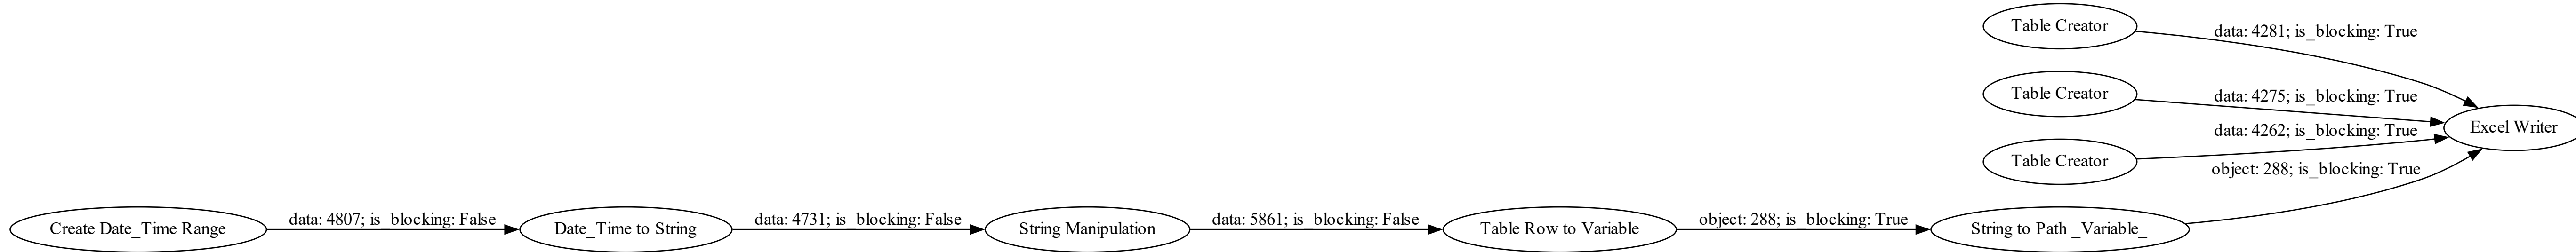 Table Creator
data: 4281; is_blocking: True
Table Creator
data: 4275; is_blocking: True
Excel Writer
data: 4262; is_blocking: True
Table Creator
object: 288; is_blocking: True
Create Date_Time Range
data: 4807; is_blocking: False
Date_Time to String
data: 4731; is_blocking: False
String Manipulation
data: 5861; is_blocking: False
Table Row to Variable
object: 288; is_blocking: True
String to Path _Variable_